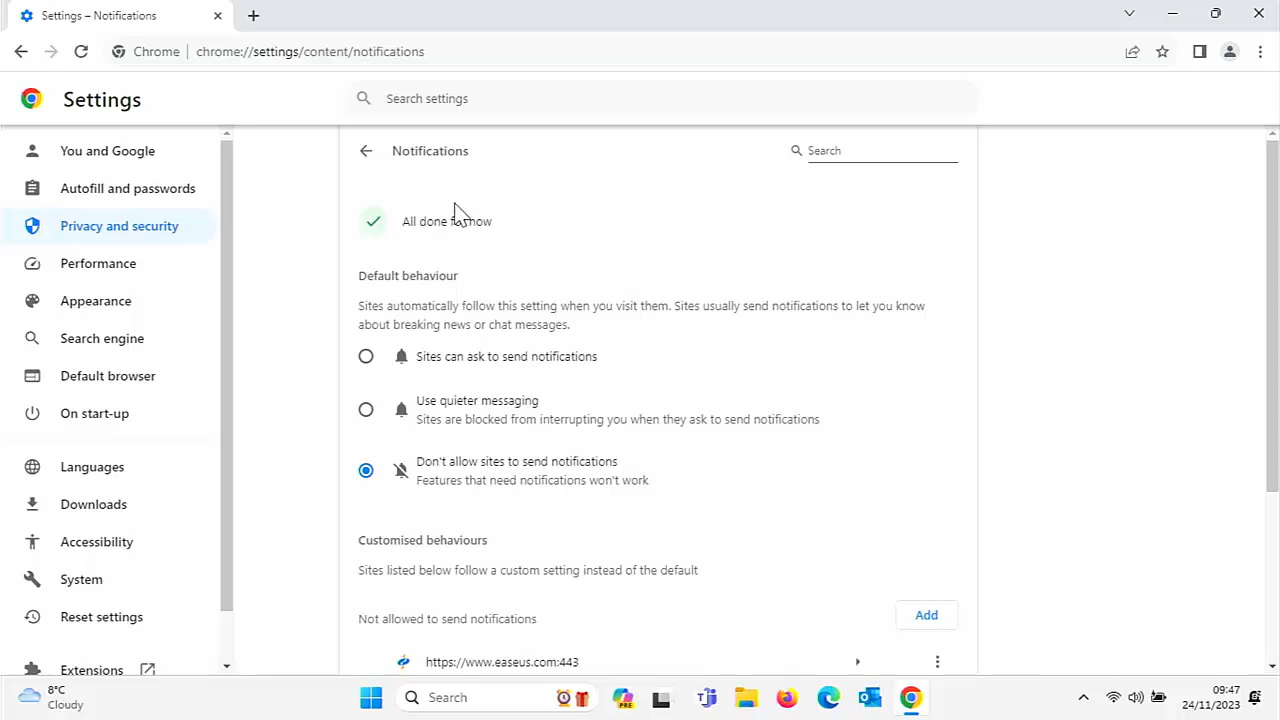 Settings – Notifications
Chrome
chrome://settings/content/notifications
Settings
Search settings
You and Google
Autofill and passwords
Privacy and security
Performance
Appearance
Search engine
Default browser
On start-up
Languages
Downloads
Accessibility
System
Reset settings
Extensions
Notifications
Search
All done for now
Default behaviour
Sites automatically follow this setting when you visit them. Sites usually send notifications to let you know
about breaking news or chat messages.
Sites can ask to send notifications
Use quieter messaging
Sites are blocked from interrupting you when they ask to send notifications
Don't allow sites to send notifications
Features that need notifications won't work
Customised behaviours
Sites listed below follow a custom setting instead of the default
Not allowed to send notifications
Add
https://www.easeus.com:443
8°C
Cloudy
Search
PRE
09:47
24/11/2023